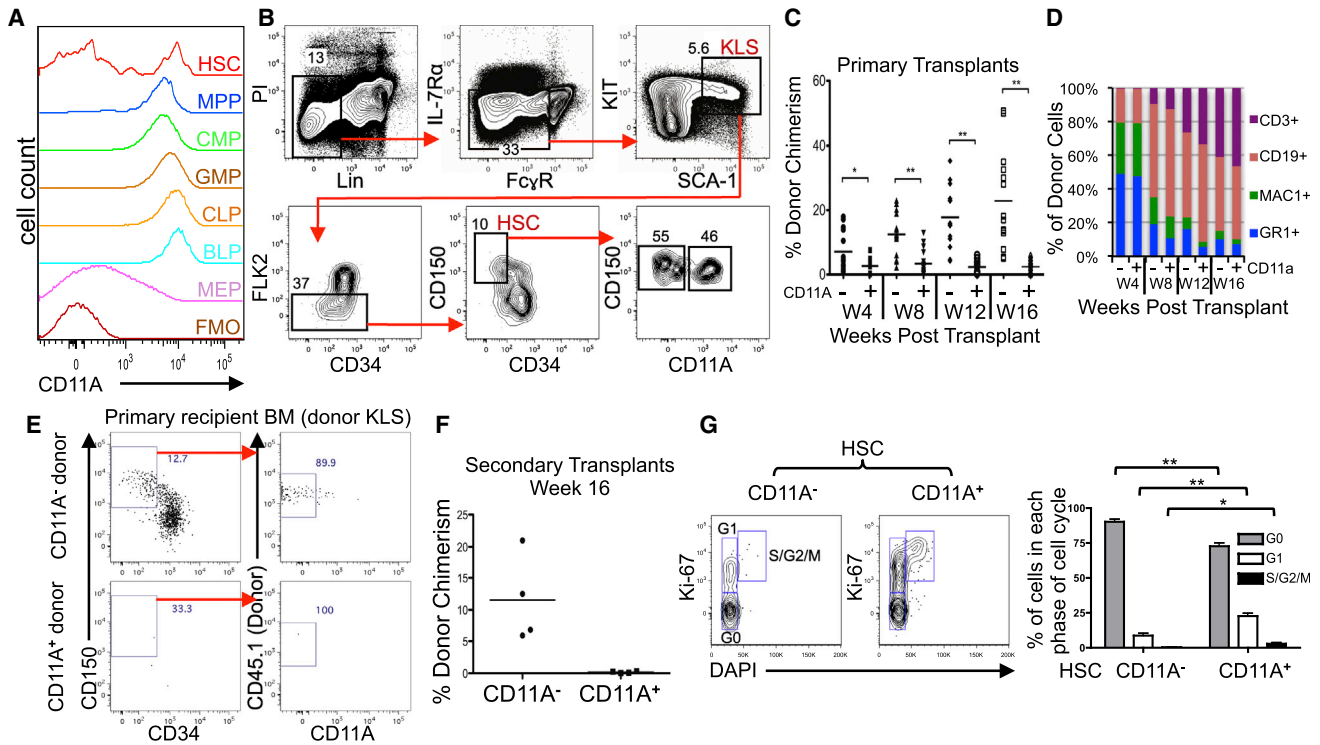 A
HSC
MPP
CMP
GMP
CLP
BLP
MEP
FMO
cell count
0 10³ 10⁴ 10⁵
CD11A
B
13
PI
Lin
IL-7Rα
33
FcɣR
5.6 KLS
KIT
SCA-1
37
FLK2
CD34
10 HSC
CD150
CD34
55 46
CD150
CD11A
C
Primary Transplants
% Donor Chimerism
60
40
20
0
* ** ** **
CD11A - + - + - + - +
W4 W8 W12 W16
Weeks Post Transplant
D
% of Donor Cells
100%
80%
60%
40%
20%
0%
CD3+
CD19+
MAC1+
GR1+
- + - + - + - + CD11a
W4 W8 W12 W16
Weeks Post Transplant
E
Primary recipient BM (donor KLS)
CD11A- donor
CD11A⁺ donor
CD150
12.7
89.9
33.3
100
CD45.1 (Donor)
CD34
CD11A
F
Secondary Transplants
Week 16
% Donor Chimerism
25
20
15
10
5
0
CD11A⁻ CD11A⁺
G
HSC
CD11A⁻ CD11A⁺
Ki-67
G1
S/G2/M
G0
Ki-67
0 50K 100K 150K 200K
0 50K 100K 150K 200K
DAPI
% of cells in each
phase of cell cycle
100
75
50
25
0
**
**
*
G0
G1
S/G2/M
HSC CD11A⁻ CD11A⁺